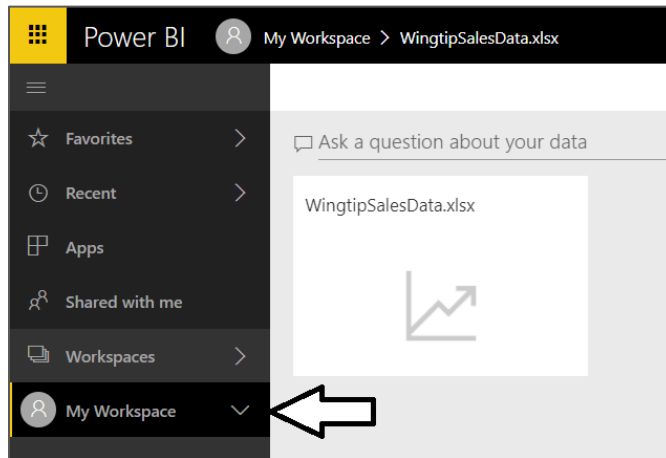 Power BI
My Workspace > WingtipSalesData.xlsx
Ask a question about your data
WingtipSalesData.xlsx
Favorites
Recent
Apps
Shared with me
Workspaces
My Workspace